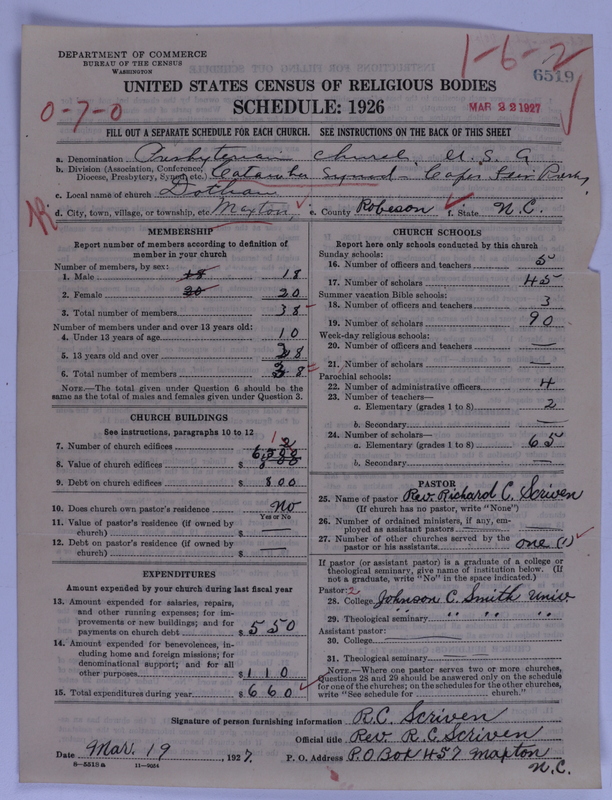 DEPARTMENT OF COMMERCE
BUREAU OF THE CENSUS
WASHINGTON
1-6-2
6519
UNITED STATES CENSUS OF RELIGIOUS BODIES
SCHEDULE: 1926
MAR 22 1927
0-7-0
FILL OUT A SEPARATE SCHEDULE FOR EACH CHURCH. SEE INSTRUCTIONS ON THE BACK OF THIS SHEET
a. Denomination Presbyterian Church, U.S.A
b. Division (Association, Conference, Diocese, Presbytery, Synod, etc.) Catawba Synod - Cape Fear Presby
c. Local name of church Dothan
d. City, town, village, or township, etc. Maxton e. County Robeson f. State N.C.
MEMBERSHIP
Report number of members according to definition of
member in your church
Number of members, by sex:
1. Male 18 18
2. Female 20 20
3. Total number of members 38
Number of members under and over 13 years old:
4. Under 13 years of age 10
5. 13 years old and over 28
6. Total number of members 38
NOTE.—The total given under Question 6 should be the
same as the total of males and females given under Question 3.
CHURCH BUILDINGS
See instructions, paragraphs 10 to 12
7. Number of church edifices
8. Value of church edifices $
9. Debt on church edifices $ 800
10. Does church own pastor's residence No
Yes or No
11. Value of pastor's residence (if owned by
church) $ —
12. Debt on pastor's residence (if owned by
church) $ —
EXPENDITURES
Amount expended by your church during last fiscal year
13. Amount expended for salaries, repairs,
and other running expense; for im-
provements or new buildings; and for
payments on church debt $ 550
14. Amount expended for benevolences, in-
cluding home and foreign missions; for
denominational support; and for all
other purposes $ 110
15. Total expenditures during year $ 660
CHURCH SCHOOLS
Report here only schools conducted by this church
Sunday schools:
16. Number of officers and teachers 5
17. Number of scholars 45
Summer vacation Bible schools:
18. Number of officers and teachers 3
19. Number of scholars 90
Week-day religious schools:
20. Number of officers and teachers —
21. Number of scholars —
Parochial schools:
22. Number of administrative officers 4
23. Number of teachers—
a. Elementary (grades 1 to 8) 2
b. Secondary —
24. Number of scholars—
a. Elementary (grades 1 to 8) 65
b. Secondary —
PASTOR
25. Name of pastor Rev. Richard C. Scriven
(If church has no pastor, write "None")
26. Number of ordained ministers, if any, em-
ployed as assistant pastors —
27. Number of other churches served by the
pastor or his assistants one (1)
If pastor (or assistant pastor) is a graduate of a college or
theological seminary, give name of institution below. (If
not a graduate, write "No" in the space indicated.)
Pastor: 2
28. College Johnson C. Smith Univ
29. Theological seminary " " " "
Assistant pastor:
30. College —
31. Theological seminary —
NOTE.—Where one pastor serves two or more churches,
Questions 28 and 29 should be answered only on the schedule
for one of the churches; on the schedules for the other churches,
write "See schedule for ........ church."
Signature of person furnishing information R.C. Scriven
Official title Rev. R.C. Scriven
Date Mar. 19, 1927. P. O. Address P.O Box 457 Maxton
N.C.
8—5518 a 11—9034